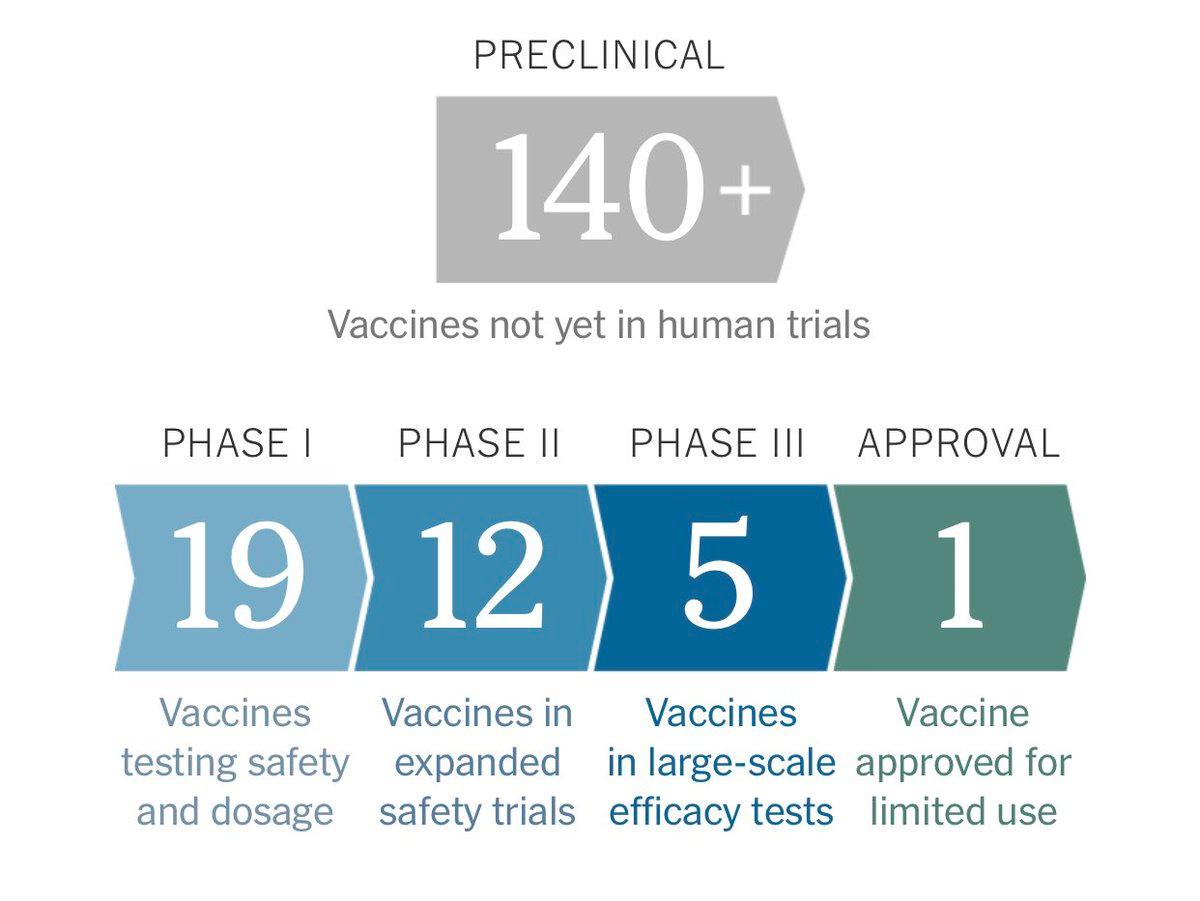 PRECLINICAL
140+
Vaccines not yet in human trials
PHASE I
PHASE II
PHASE III
APPROVAL
19
12
5
1
Vaccines
testing safety
and dosage
Vaccines in
expanded
safety trials
Vaccines
in large-scale
efficacy tests
Vaccine
approved for
limited use